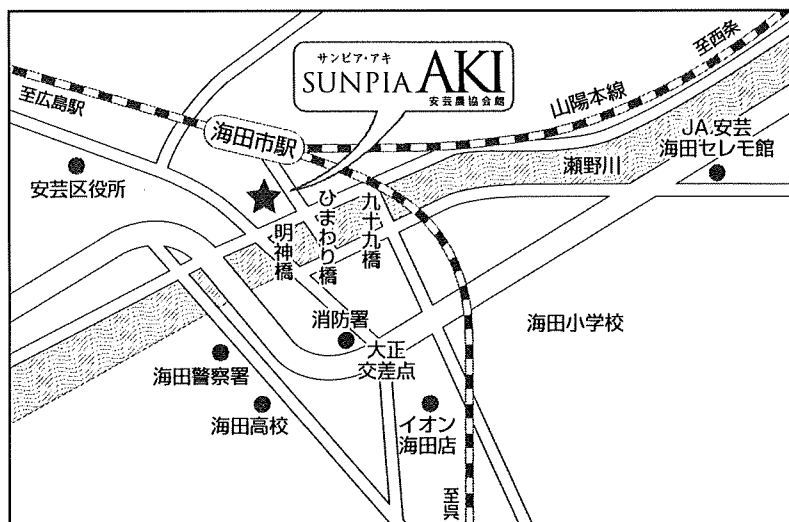 サンピア・アキ
SUNPIA AKI
安芸農協会館
至西条
至広島駅
山陽本線
海田市駅
JA.安芸
海田セレモ館
瀬野川
安芸区役所
九十九橋
ひまわり橋
明神橋
消防署
海田小学校
大正
交差点
海田警察署
海田高校
イオン
海田店
至呉